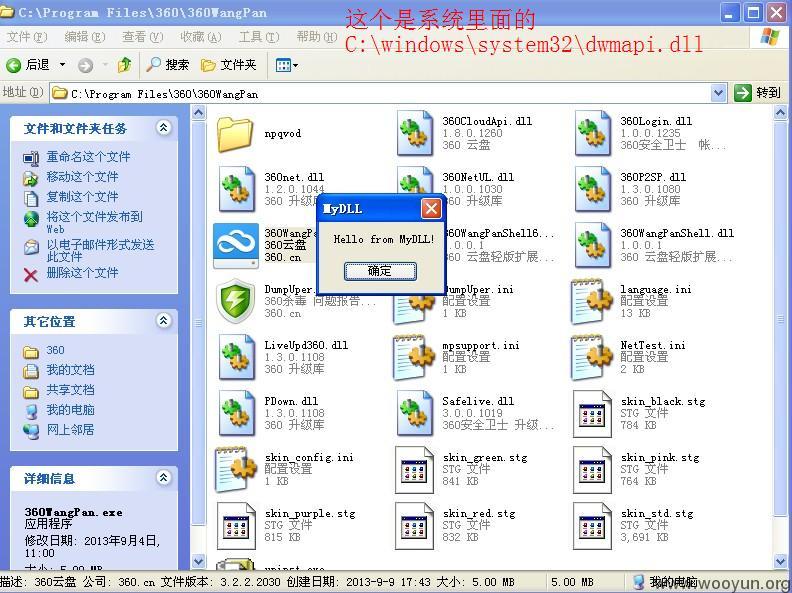 C:\Program Files\360\360WangPan
这个是系统里面的
C:\windows\system32\dwmapi.dll
文件(F) 编辑(E) 查看(V) 收藏(A) 工具(T) 帮助(H)
后退 搜索 文件夹
地址(D) C:\Program Files\360\360WangPan 转到
文件和文件夹任务
重命名这个文件
移动这个文件
复制这个文件
将这个文件发布到
Web
以电子邮件形式发送
此文件
删除这个文件
其它位置
360
我的文档
共享文档
我的电脑
网上邻居
详细信息
360WangPan.exe
应用程序
修改日期: 2013年9月4日,
11:00
大小: 5.00 MB
npqvod
360CloudApi.dll
1.8.0.1260
360 云盘
360Login.dll
1.0.0.1235
360安全卫士 帐...
360net.dll
1.2.0.1044
360 升级库
360NetUL.dll
1.0.0.1030
360 升级库
360P2SP.dll
1.3.0.1080
360 升级库
360WangP
360云盘
360.cn
360WangPanShell6...
1.0.0.1
360 云盘轻版扩展...
360WangPanShell.dll
1.0.0.1
360 云盘轻版扩展...
MyDLL
Hello from MyDLL!
确定
DumpUper.
360杀毒 问题报告...
360.cn
DumpUper.ini
配置设置
1 KB
language.ini
配置设置
13 KB
LiveUpd360.dll
1.3.0.1108
360 升级库
mpsupport.ini
配置设置
1 KB
NetTest.ini
配置设置
2 KB
PDown.dll
1.3.0.1108
360 升级库
Safelive.dll
3.0.0.1019
360安全卫士 升级...
skin_black.stg
STG 文件
784 KB
skin_config.ini
配置设置
1 KB
skin_green.stg
STG 文件
841 KB
skin_pink.stg
STG 文件
764 KB
skin_purple.stg
STG 文件
815 KB
skin_red.stg
STG 文件
832 KB
skin_std.stg
STG 文件
3,691 KB
uninst.exe
描述: 360云盘 公司: 360.cn 文件版本: 3.2.2.2030 创建日期: 2013-9-9 17:43 大小: 5.00 MB 5.00 MB 我的电脑
www.wooyun.org